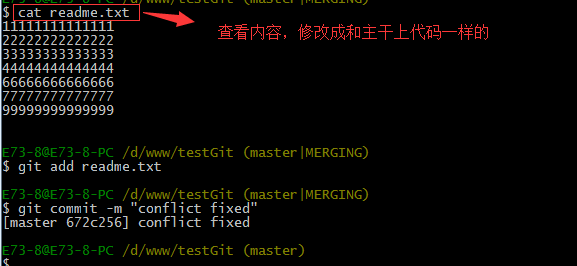 $ cat readme.txt
11111111111111
22222222222222
33333333333333
44444444444444
66666666666666
77777777777777
99999999999999
查看内容，修改成和主干上代码一样的
E73-8@E73-8-PC /d/www/testGit (master|MERGING)
$ git add readme.txt
E73-8@E73-8-PC /d/www/testGit (master|MERGING)
$ git commit -m "conflict fixed"
[master 672c256] conflict fixed
E73-8@E73-8-PC /d/www/testGit (master)
$